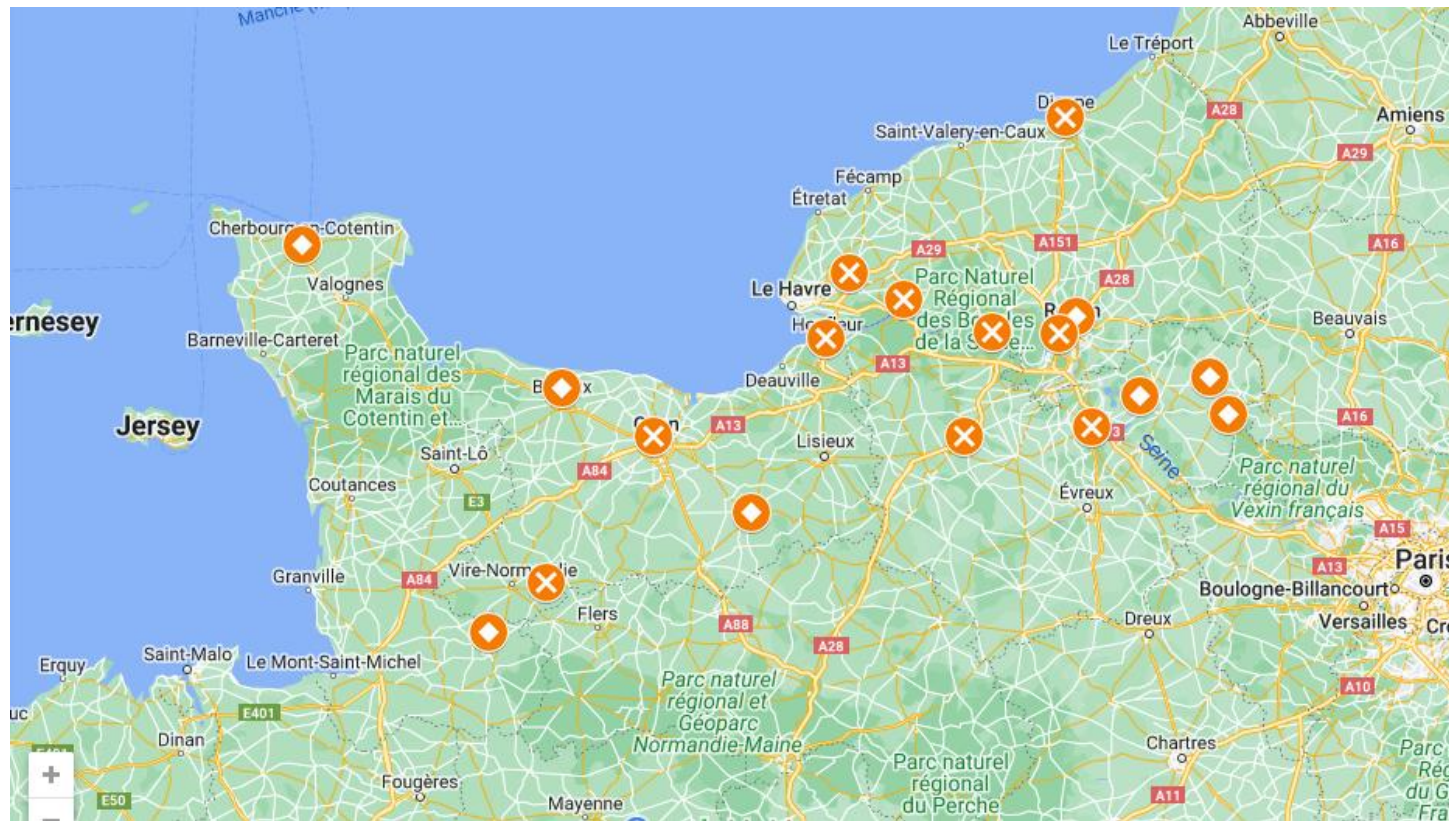 Manche
Abbeville
Le Tréport
A28
Amiens
Saint-Valery-en-Caux
A29
Fécamp
Étretat
Cherbourg-en-Cotentin
A29
A151
A16
Valognes
Le Havre
Parc Naturel
Régional
A28
Beauvais
Barneville-Carteret
Parc naturel
régional des
Marais du
Cotentin et...
A13
Deauville
Jersey
A13
Lisieux
A16
Saint-Lô
A84
Seine
Parc naturel
régional du
Vexin français
Coutances
E3
Évreux
A15
Paris
Granville
A84
A13
Boulogne-Billancourt
Flers
A88
Dreux
Versailles
A28
Saint-Malo
Le Mont-Saint-Michel
Erquy
Parc naturel
régional et
Géoparc
Normandie-Maine
A10
E401
Dinan
Chartres
Parc naturel
régional
du Perche
+
Fougères
E50
Mayenne
A11